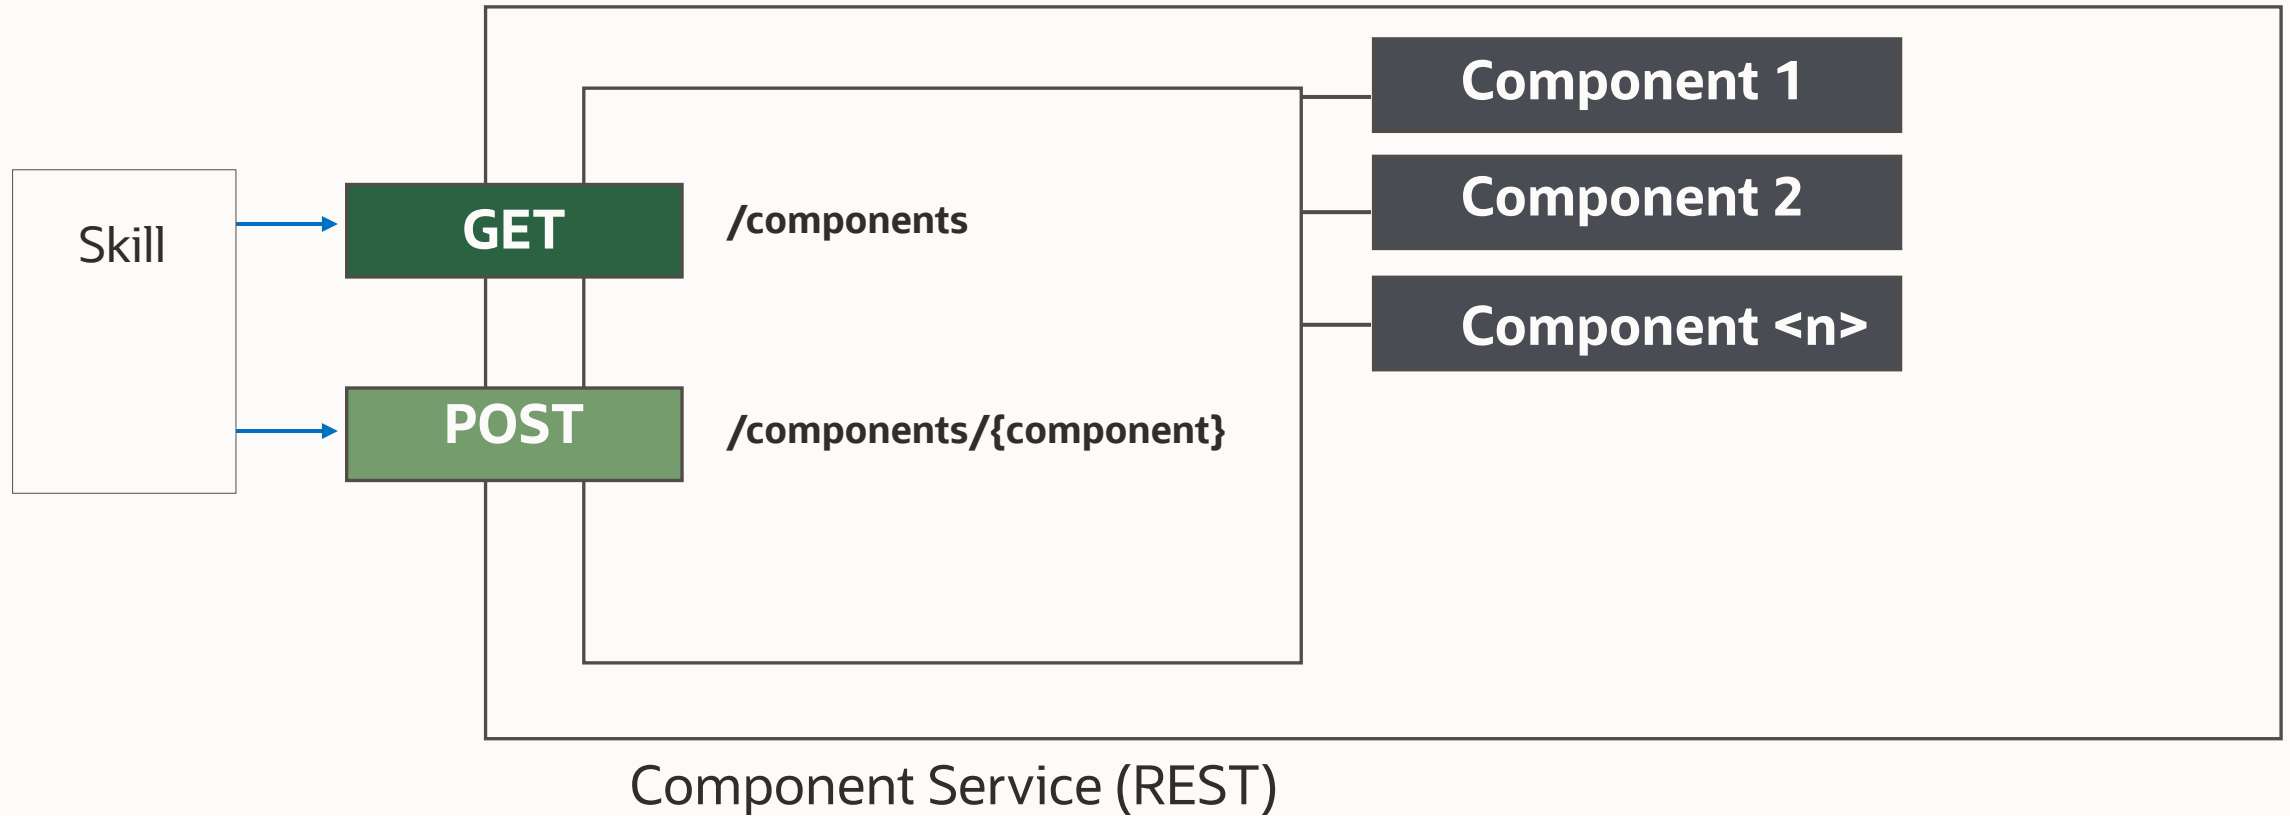 Skill
GET
/components
POST
/components/{component}
Component 1
Component 2
Component <n>
Component Service (REST)